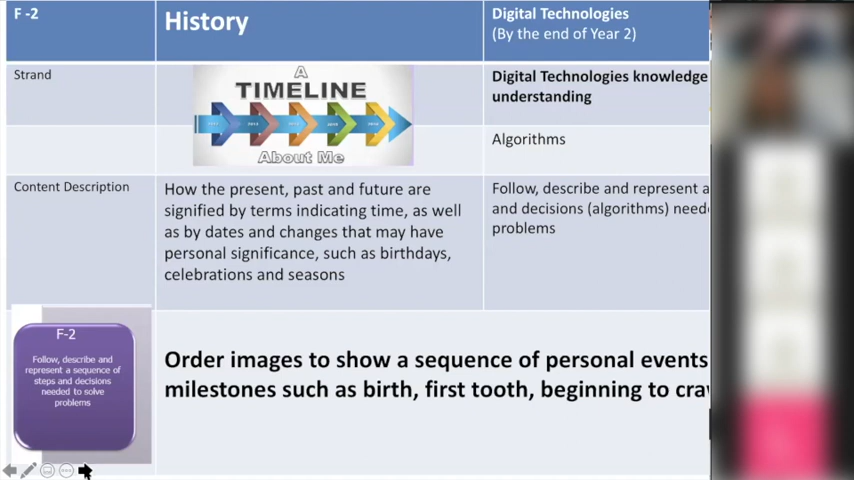 F -2
History
Digital Technologies
(By the end of Year 2)
Strand
A
TIMELINE
About Me
Digital Technologies knowledge
understanding
Algorithms
Content Description
How the present, past and future are
signified by terms indicating time, as well
as by dates and changes that may have
personal significance, such as birthdays,
celebrations and seasons
Follow, describe and represent a
and decisions (algorithms) need
problems
F-2
Follow, describe and
represent a sequence of
steps and decisions
needed to solve
problems
Order images to show a sequence of personal events
milestones such as birth, first tooth, beginning to cra